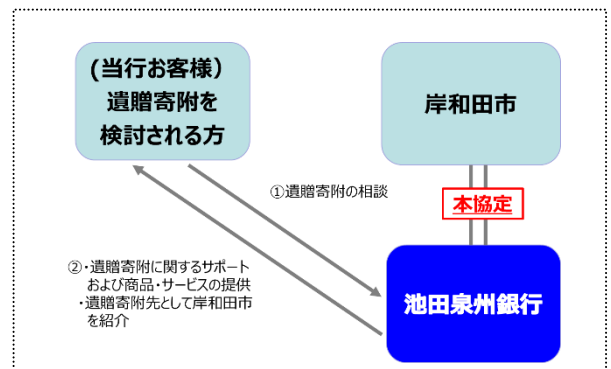 (当行お客様)
遺贈寄附を
検討される方
岸和田市
①遺贈寄附の相談
本協定
②・遺贈寄附に関するサポート
および商品・サービスの提供
・遺贈寄附先として岸和田市
を紹介
池田泉州銀行